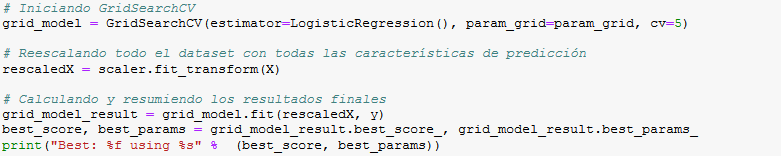 # Iniciando GridSearchCV
grid_model = GridSearchCV(estimator=LogisticRegression(), param_grid=param_grid, cv=5)
# Reescalando todo el dataset con todas las características de predicción
rescaledX = scaler.fit_transform(X)
# Calculando y resumiendo los resultados finales
grid_model_result = grid_model.fit(rescaledX, y)
best_score, best_params = grid_model_result.best_score_, grid_model_result.best_params_
print("Best: %f using %s" %  (best_score, best_params))